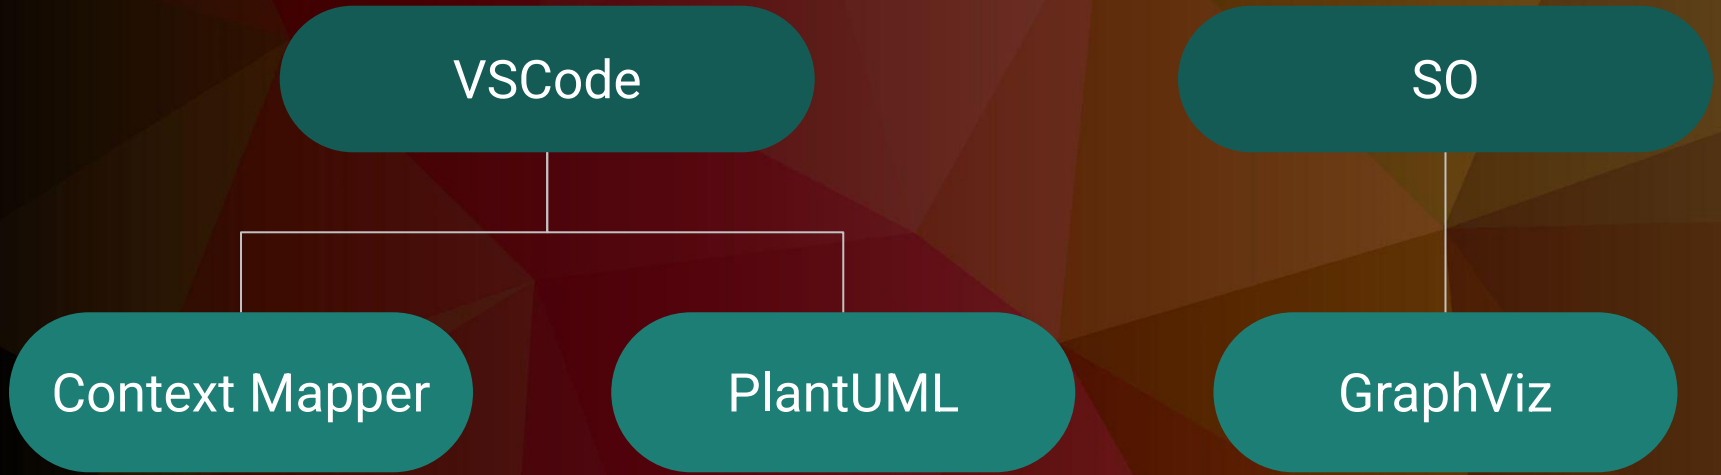 VSCode
SO
Context Mapper
PlantUML
GraphViz